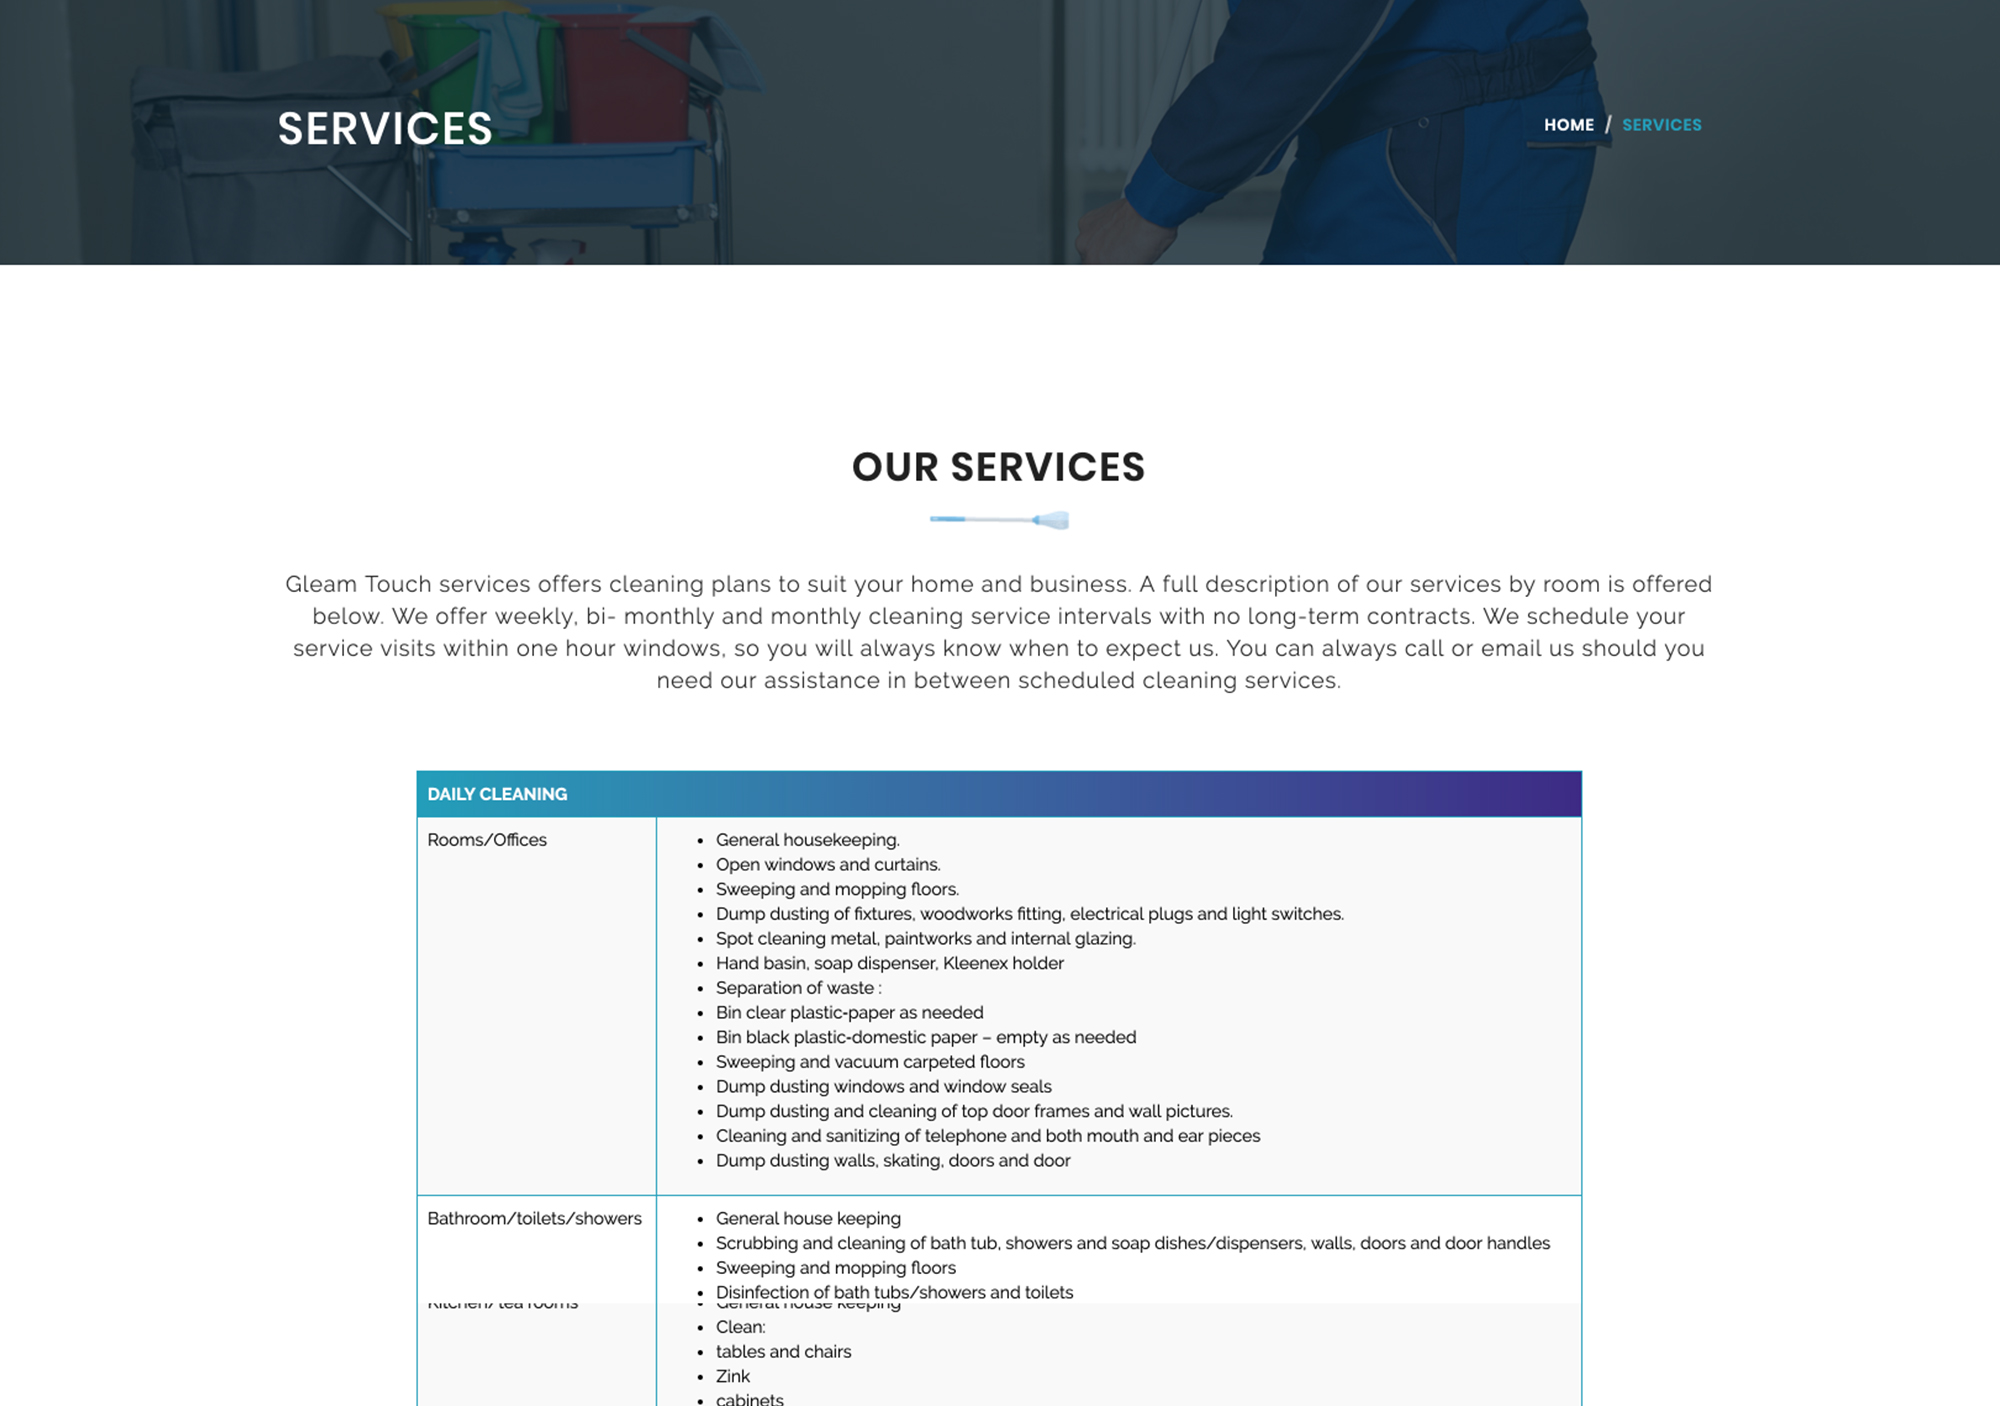 SERVICES
HOME / SERVICES
OUR SERVICES
Gleam Touch services offers cleaning plans to suit your home and business. A full description of our services by room is offered
below. We offer weekly, bi- monthly and monthly cleaning service intervals with no long-term contracts. We schedule your
service visits within one hour windows, so you will always know when to expect us. You can always call or email us should you
need our assistance in between scheduled cleaning services.
DAILY CLEANING
Rooms/Offices
• General housekeeping.
• Open windows and curtains.
• Sweeping and mopping floors.
• Dump dusting of fixtures, woodworks fitting, electrical plugs and light switches.
• Spot cleaning metal, paintworks and internal glazing.
• Hand basin, soap dispenser, Kleenex holder
• Separation of waste :
• Bin clear plastic-paper as needed
• Bin black plastic-domestic paper – empty as needed
• Sweeping and vacuum carpeted floors
• Dump dusting windows and window seals
• Dump dusting and cleaning of top door frames and wall pictures.
• Cleaning and sanitizing of telephone and both mouth and ear pieces
• Dump dusting walls, skating, doors and door
Bathroom/toilets/showers
• General house keeping
• Scrubbing and cleaning of bath tub, showers and soap dishes/dispensers, walls, doors and door handles
• Sweeping and mopping floors
• Disinfection of bath tubs/showers and toilets
Kitchen/tea rooms
• General house keeping
• Clean:
• tables and chairs
• Zink
• cabinets